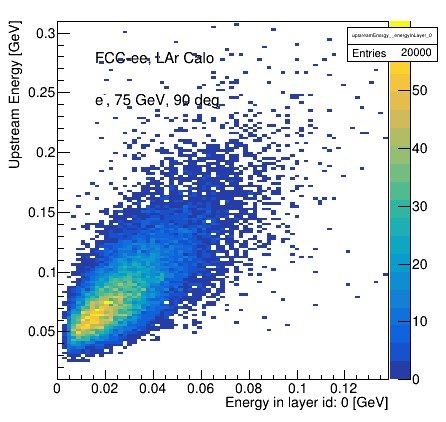 upstreamEnergy_energyInLayer_0
Entries 20000
FCC-ee, LAr Calo
e⁻, 75 GeV, 90 deg
Upstream Energy [GeV]
0.3
0.25
0.2
0.15
0.1
0.05
50
40
30
20
10
0
0 0.02 0.04 0.06 0.08 0.1 0.12
Energy in layer id: 0 [GeV]